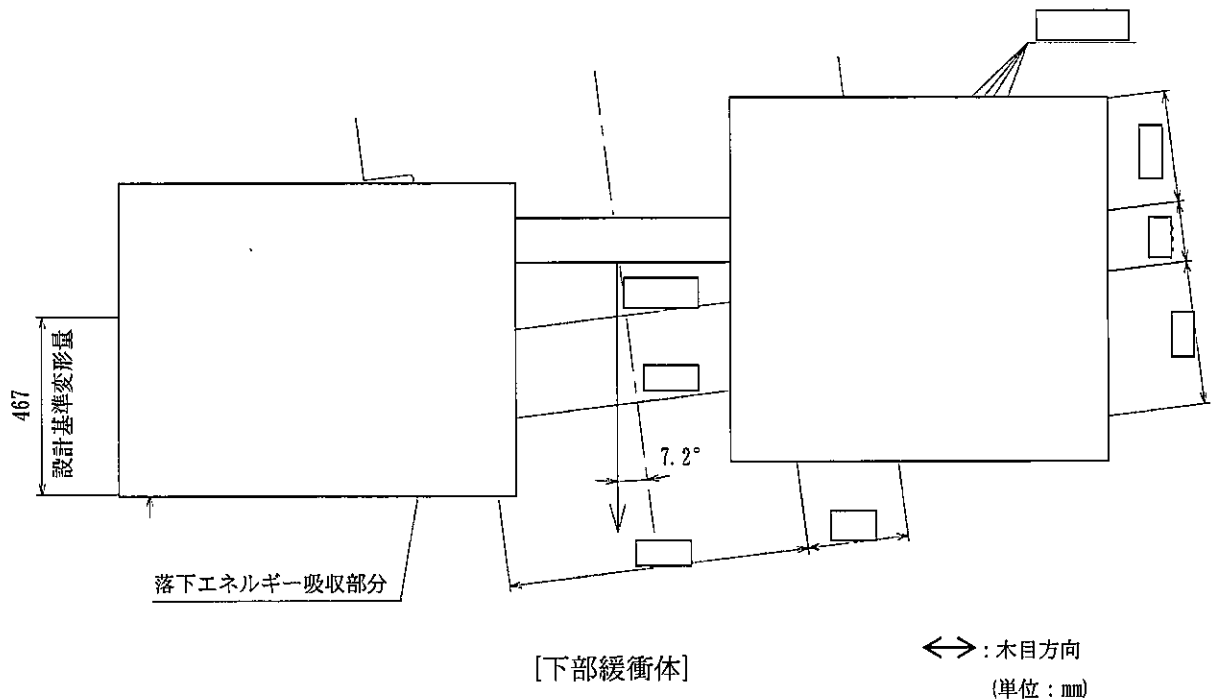 467
設計基準変形量
7.2°
落下エネルギー吸収部分
[下部緩衝体]
:木目方向
(単位:mm)